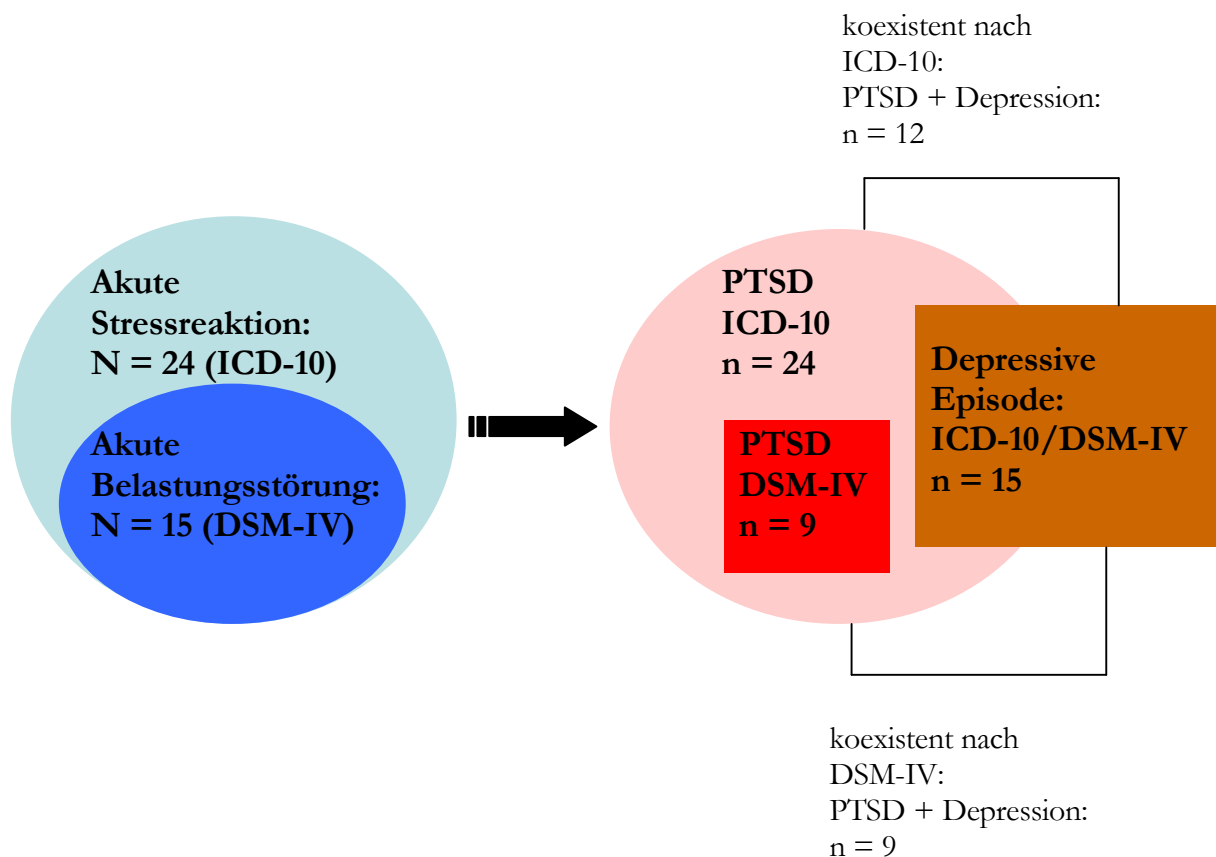 koexistent nach
ICD-10:
PTSD + Depression:
n = 12
Akute
Stressreaktion:
N = 24 (ICD-10)
Akute
Belastungsstörung:
N = 15 (DSM-IV)
PTSD
ICD-10
n = 24
PTSD
DSM-IV
n = 9
Depressive
Episode:
ICD-10/DSM-IV
n = 15
koexistent nach
DSM-IV:
PTSD + Depression:
n = 9